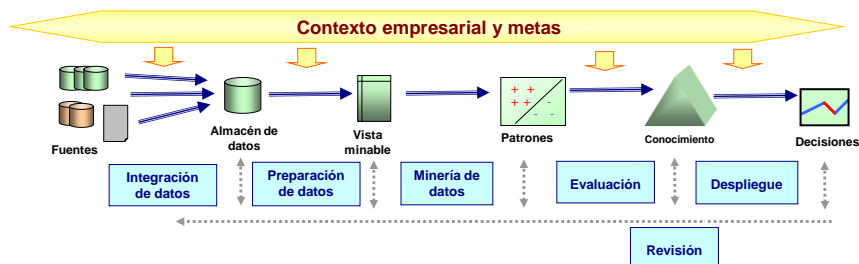 Contexto empresarial y metas
Fuentes
Almacén de
datos
Vista
minable
+ +
+ +
- -
- -
Patrones
Conocimiento
Decisiones
Integración
de datos
Preparación
de datos
Minería de
datos
Evaluación
Despliegue
Revisión